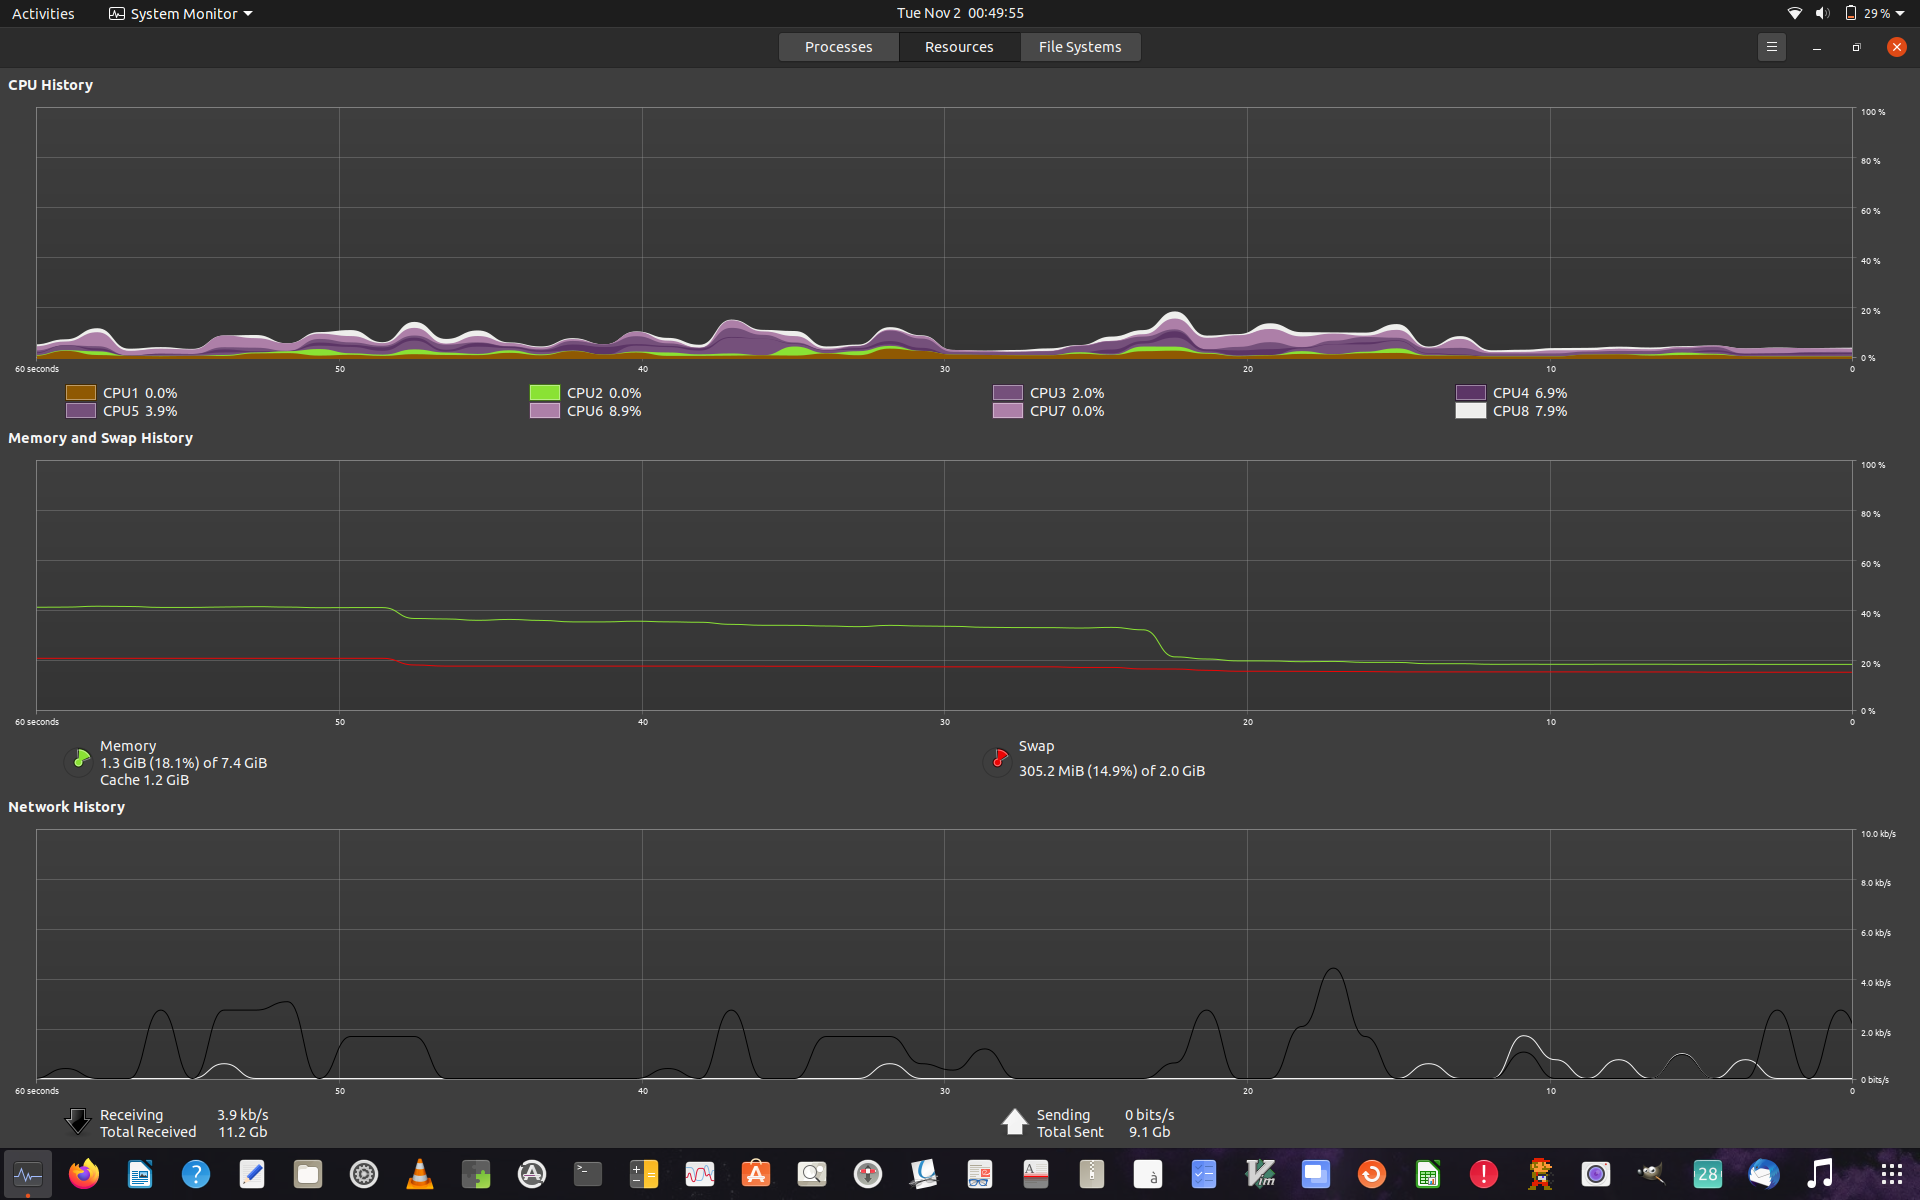 Activities System Monitor Tue Nov 2 00:49:55 29 %
Processes Resources File Systems
CPU History
100 %
80 %
60 %
40 %
20 %
0 %
60 seconds 50 40 30 20 10 0
CPU1 0.0% CPU2 0.0% CPU3 2.0% CPU4 6.9%
CPU5 3.9% CPU6 8.9% CPU7 0.0% CPU8 7.9%
Memory and Swap History
100 %
80 %
60 %
40 %
20 %
0 %
60 seconds 50 40 30 20 10 0
Memory
1.3 GiB (18.1%) of 7.4 GiB
Cache 1.2 GiB
Swap
305.2 MiB (14.9%) of 2.0 GiB
Network History
10.0 kb/s
8.0 kb/s
6.0 kb/s
4.0 kb/s
2.0 kb/s
0 bits/s
60 seconds 50 40 30 20 10 0
Receiving 3.9 kb/s
Total Received 11.2 Gb
Sending 0 bits/s
Total Sent 9.1 Gb
? >_ A à Vim ! 28